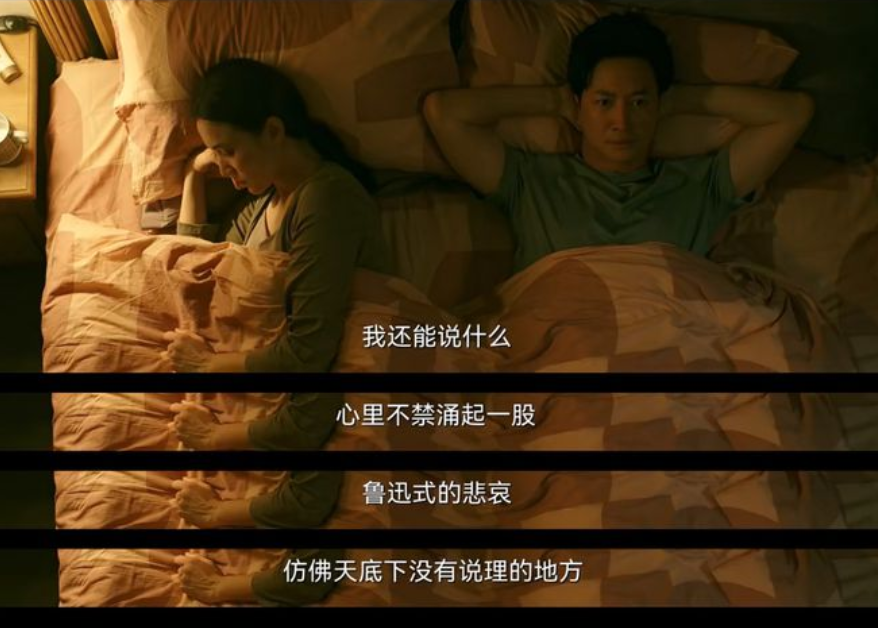 我还能说什么
心里不禁涌起一股
鲁迅式的悲哀
仿佛天底下没有说理的地方